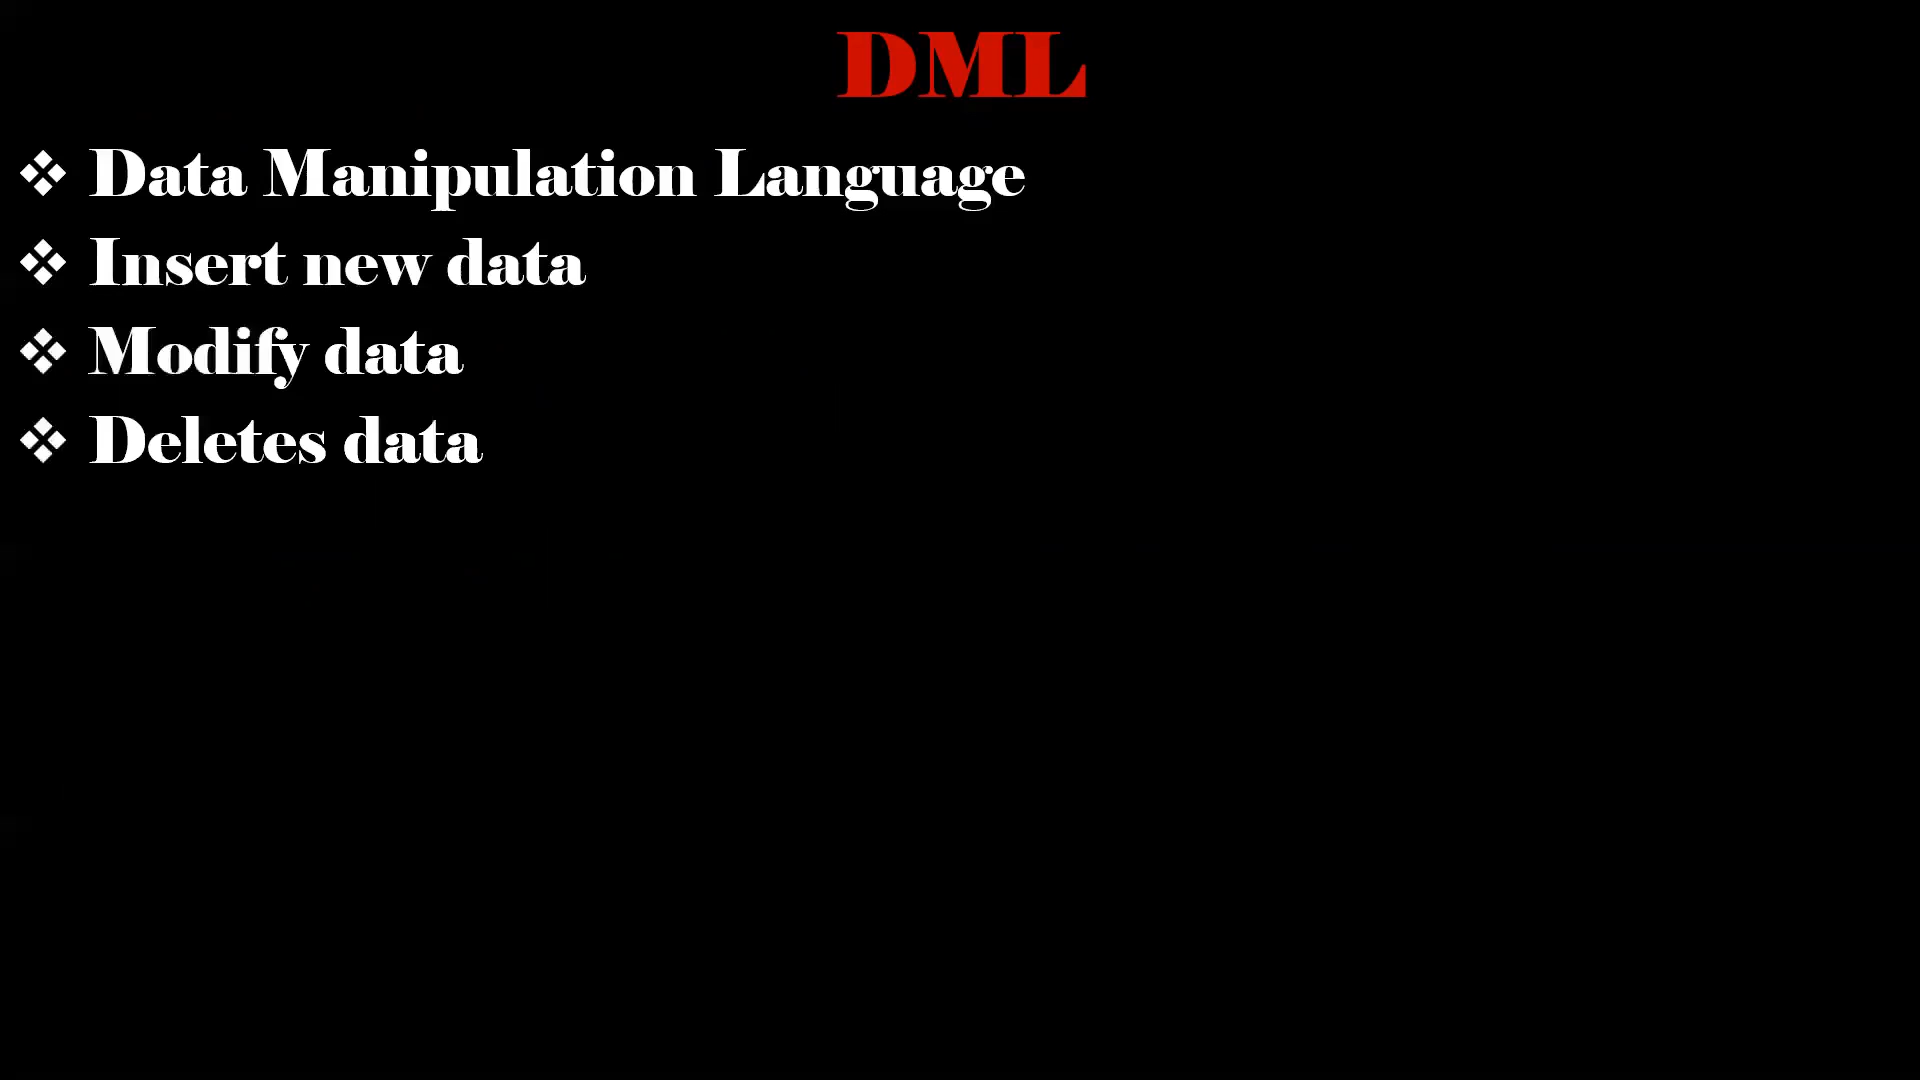 DML
❖ Data Manipulation Language
❖ Insert new data
❖ Modify data
❖ Deletes data